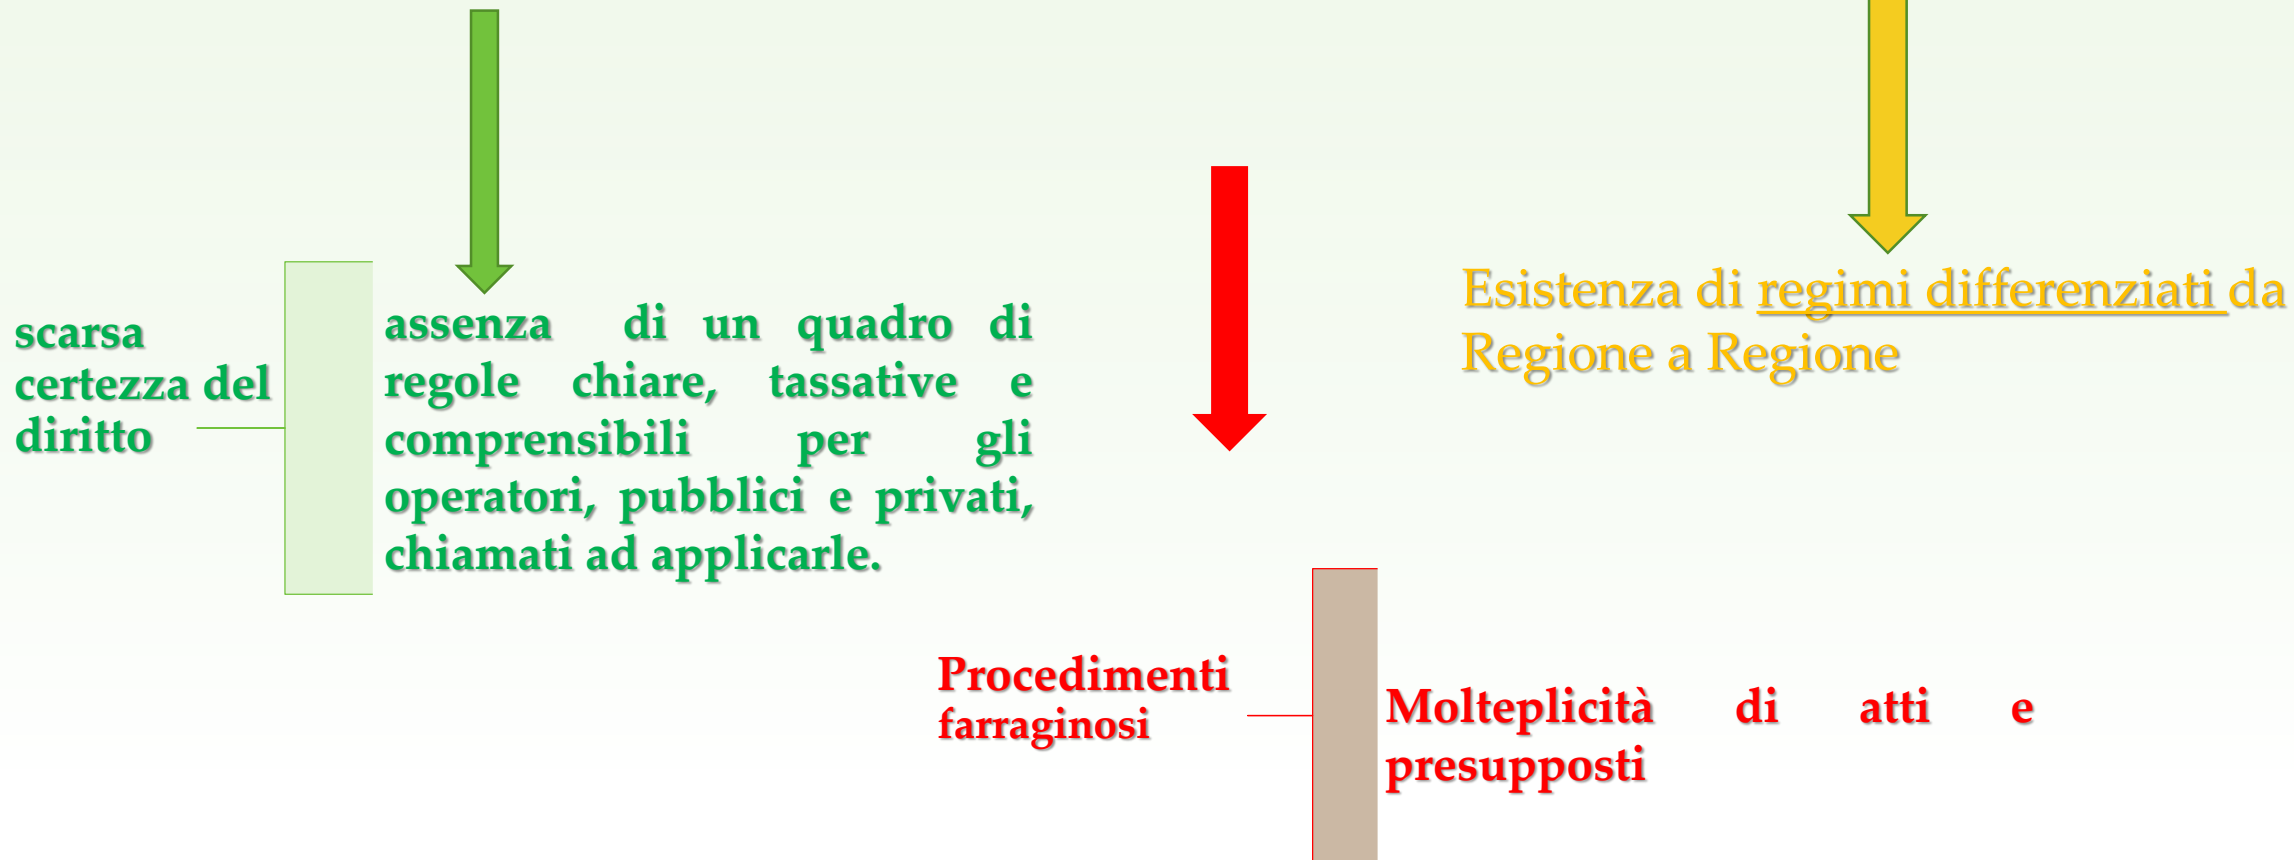 scarsa
certezza del
diritto
assenza di un quadro di
regole chiare, tassative e
comprensibili per gli
operatori, pubblici e privati,
chiamati ad applicarle.
Esistenza di regimi differenziati da
Regione a Regione
Procedimenti
farraginosi
Molteplicità di atti e
presupposti